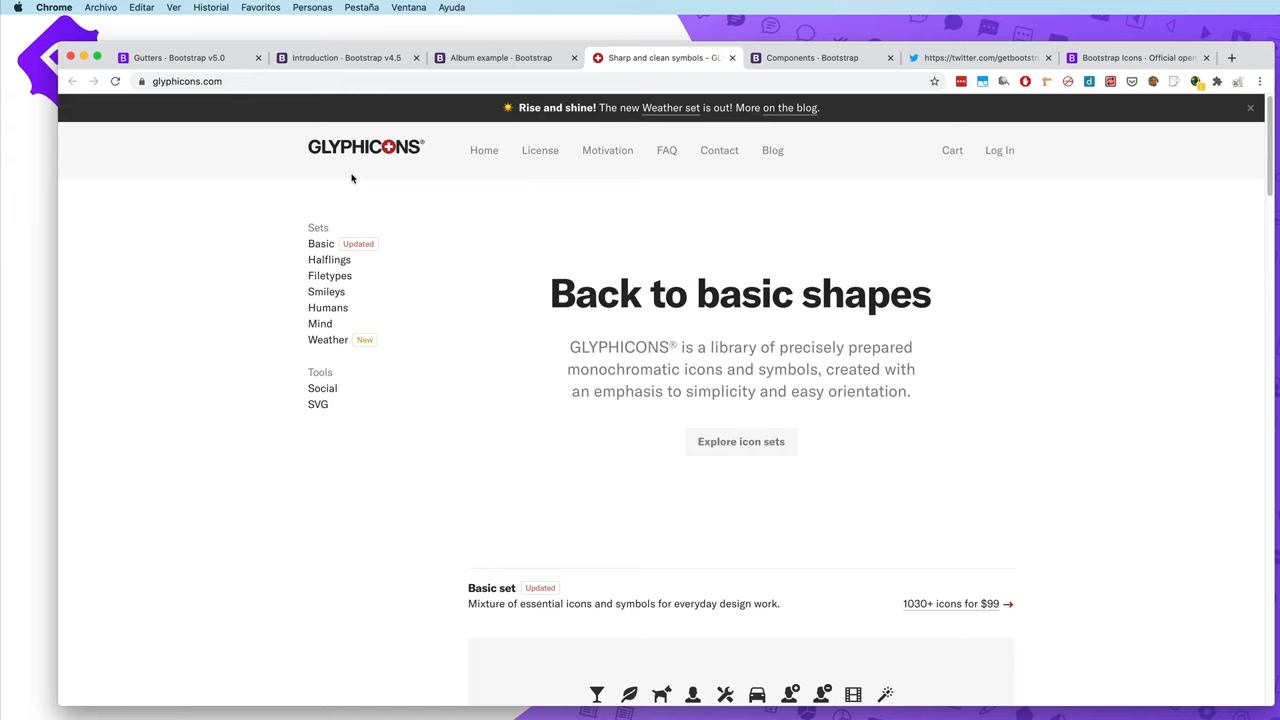 Chrome Archivo Editar Ver Historial Favoritos Personas Pestaña Ventana Ayuda
Gutters · Bootstrap v5.0
Introduction · Bootstrap v4.5
Album example · Bootstrap
Sharp and clean symbols - GL
Components · Bootstrap
https://twitter.com/getbootstr
Bootstrap Icons · Official open
glyphicons.com
Rise and shine! The new Weather set is out! More on the blog.
GLYPHICONS®
Home License Motivation FAQ Contact Blog Cart Log In
Sets
Basic Updated
Halflings
Filetypes
Smileys
Humans
Mind
Weather New
Tools
Social
SVG
Back to basic shapes
GLYPHICONS® is a library of precisely prepared
monochromatic icons and symbols, created with
an emphasis to simplicity and easy orientation.
Explore icon sets
Basic set Updated
Mixture of essential icons and symbols for everyday design work.
1030+ icons for $99 →